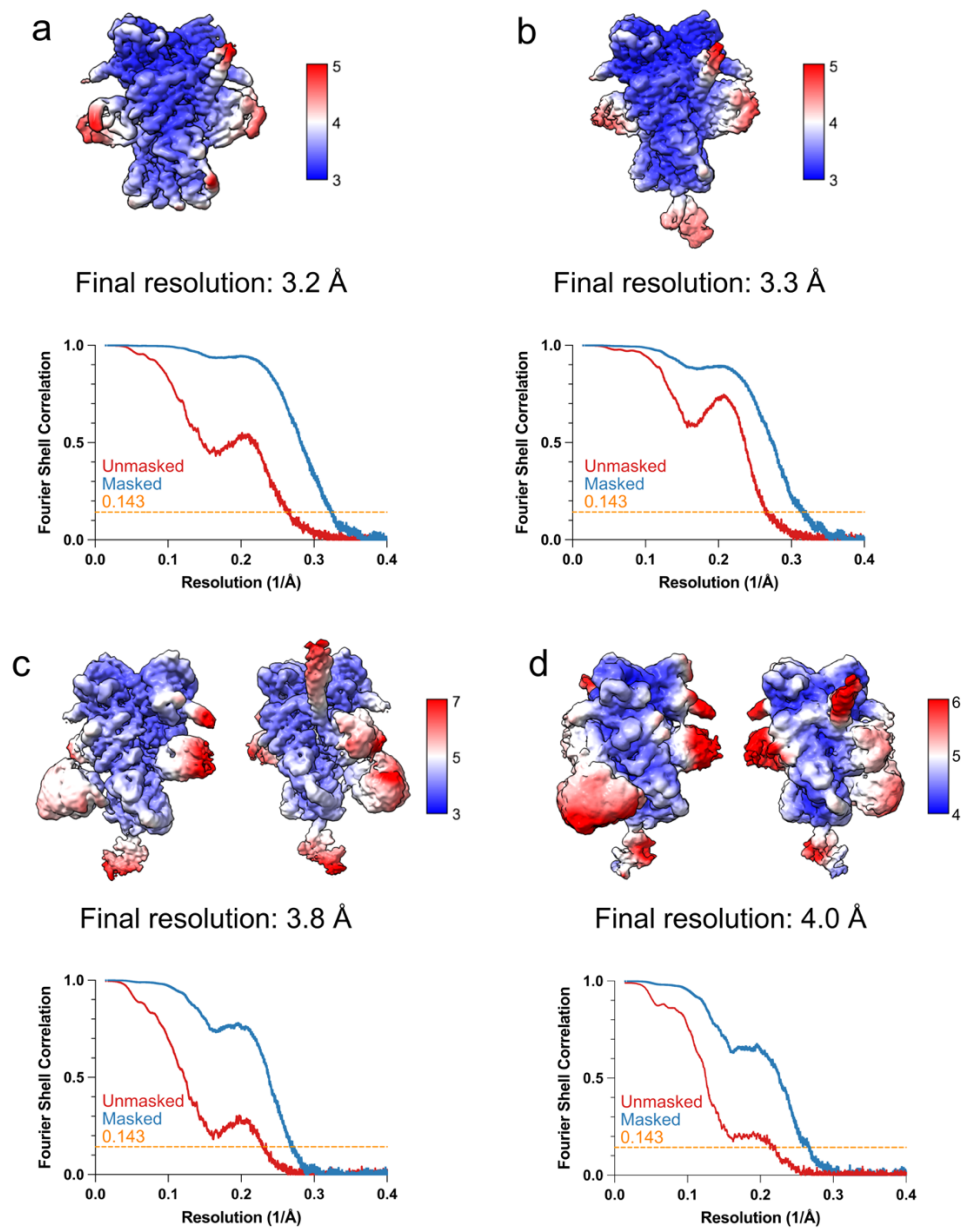 a
5
4
3
Final resolution: 3.2 Å
Fourier Shell Correlation
1.0
0.5
0.0
Unmasked
Masked
0.143
0.0 0.1 0.2 0.3 0.4
Resolution (1/Å)
b
5
4
3
Final resolution: 3.3 Å
Fourier Shell Correlation
1.0
0.5
0.0
Unmasked
Masked
0.143
0.0 0.1 0.2 0.3 0.4
Resolution (1/Å)
c
7
5
3
Final resolution: 3.8 Å
Fourier Shell Correlation
1.0
0.5
0.0
Unmasked
Masked
0.143
0.0 0.1 0.2 0.3 0.4
Resolution (1/Å)
d
6
5
4
Final resolution: 4.0 Å
Fourier Shell Correlation
1.0
0.5
0.0
Unmasked
Masked
0.143
0.0 0.1 0.2 0.3 0.4
Resolution (1/Å)